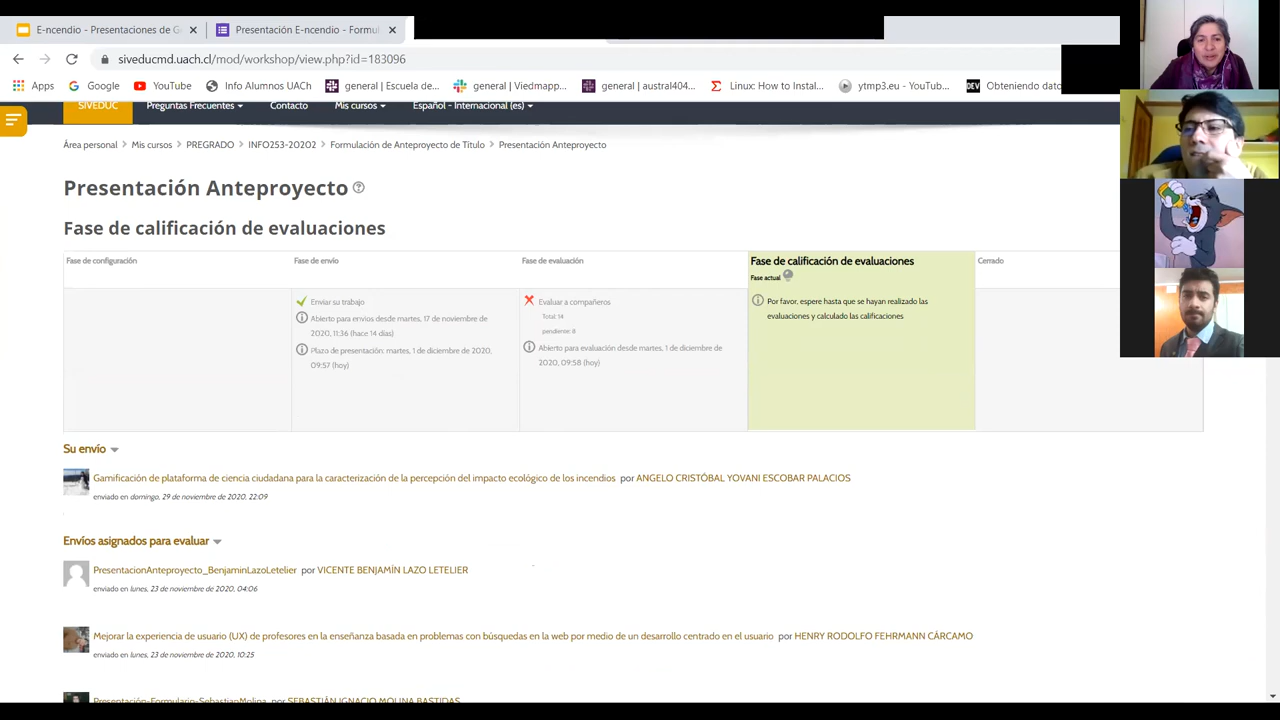 E-ncendio - Presentaciones de G
Presentación E-ncendio - Formul
siveducmd.uach.cl/mod/workshop/view.php?id=183096
Apps
Google
YouTube
Info Alumnos UACh
general | Escuela de...
general | Viedmapp...
general | austral404...
Linux: How to Instal...
ytmp3.eu - YouTub...
DEV
Obteniendo dato
SIVEDUC
Preguntas Frecuentes
Contacto
Mis cursos
Español - Internacional (es)
Área personal
Mis cursos
PREGRADO
INFO253-20202
Formulación de Anteproyecto de Título
Presentación Anteproyecto
Presentación Anteproyecto
Fase de calificación de evaluaciones
Fase de configuración
Fase de envío
Enviar su trabajo
Abierto para envíos desde martes, 17 de noviembre de
2020, 11:36 (hace 14 días)
Plazo de presentación: martes, 1 de diciembre de 2020,
09:57 (hoy)
Fase de evaluación
Evaluar a compañeros
Total: 14
pendiente: 8
Abierto para evaluación desde martes, 1 de diciembre de
2020, 09:58 (hoy)
Fase de calificación de evaluaciones
Fase actual
Por favor, espere hasta que se hayan realizado las
evaluaciones y calculado las calificaciones
Cerrado
Su envío
Gamificación de plataforma de ciencia ciudadana para la caracterización de la percepción del impacto ecológico de los incendios por ANGELO CRISTÓBAL YOVANI ESCOBAR PALACIOS
enviado en domingo, 29 de noviembre de 2020, 22:09
Envíos asignados para evaluar
PresentacionAnteproyecto_BenjaminLazoLetelier por VICENTE BENJAMÍN LAZO LETELIER
enviado en lunes, 23 de noviembre de 2020, 04:06
Mejorar la experiencia de usuario (UX) de profesores en la enseñanza basada en problemas con búsquedas en la web por medio de un desarrollo centrado en el usuario por HENRY RODOLFO FEHRMANN CÁRCAMO
enviado en lunes, 23 de noviembre de 2020, 10:25
Presentación-Formulario-SebastianMolina por SEBASTIÁN IGNACIO MOLINA BASTIDAS